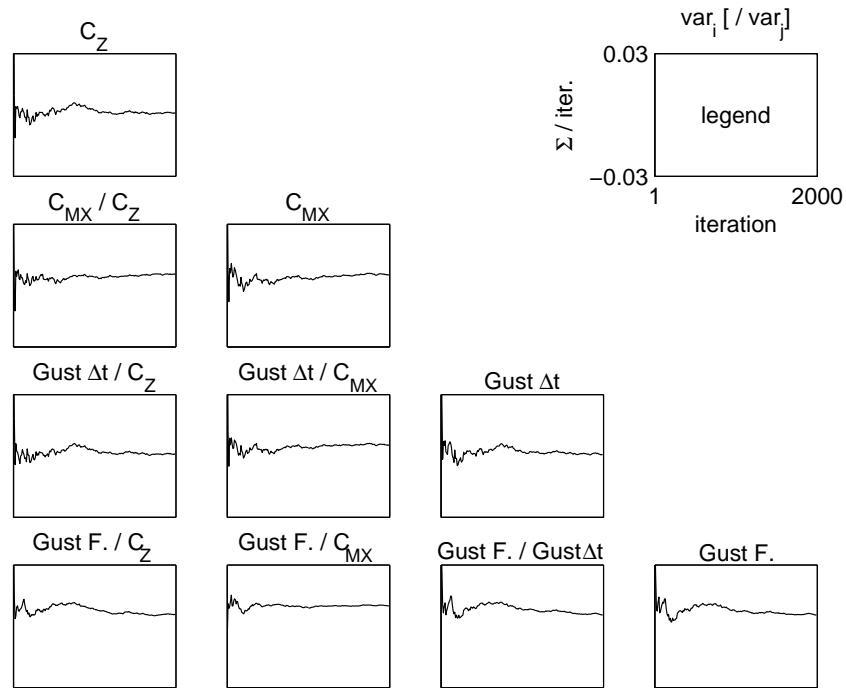 var_i [ / var_j]
C_Z
0.03
Σ / iter.
legend
−0.03
1 2000
iteration
C_MX / C_Z C_MX
Gust Δt / C_Z Gust Δt / C_MX Gust Δt
Gust F. / C_Z Gust F. / C_MX Gust F. / GustΔt Gust F.